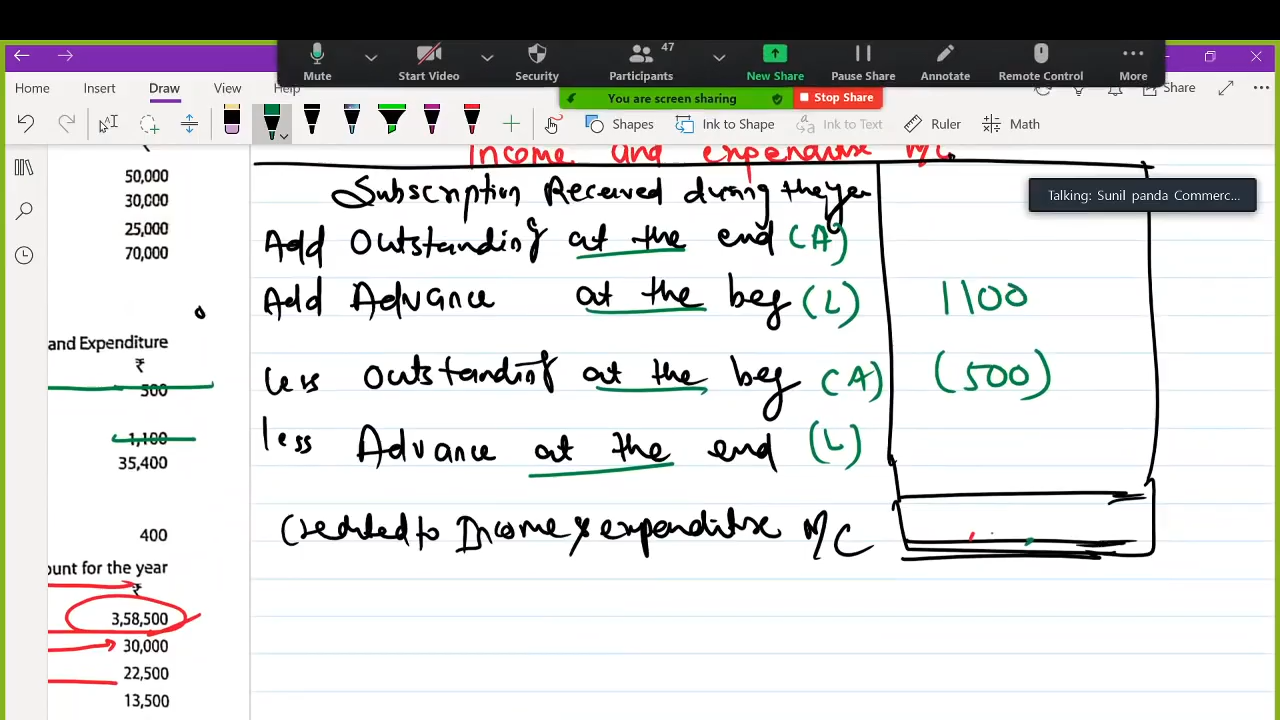 47
Mute
Start Video
Security
Participants
New Share
Pause Share
Annotate
Remote Control
More
You are screen sharing
Stop Share
Home
Insert
Draw
View
Help
Share
Shapes
Ink to Shape
Ink to Text
Ruler
Math
Talking: Sunil panda Commerc...
₹
50,000
30,000
25,000
70,000
and Expenditure
₹
500
1,100
35,400
400
ount for the year
₹
3,58,500
30,000
22,500
13,500
Income and expenditure A/C
Subscription Received during the year
Add Outstanding at the end (A)
Add Advance at the beg (L) 1100
less Outstanding at the beg (A) (500)
less Advance at the end (L)
Credited to Income & expenditure A/C